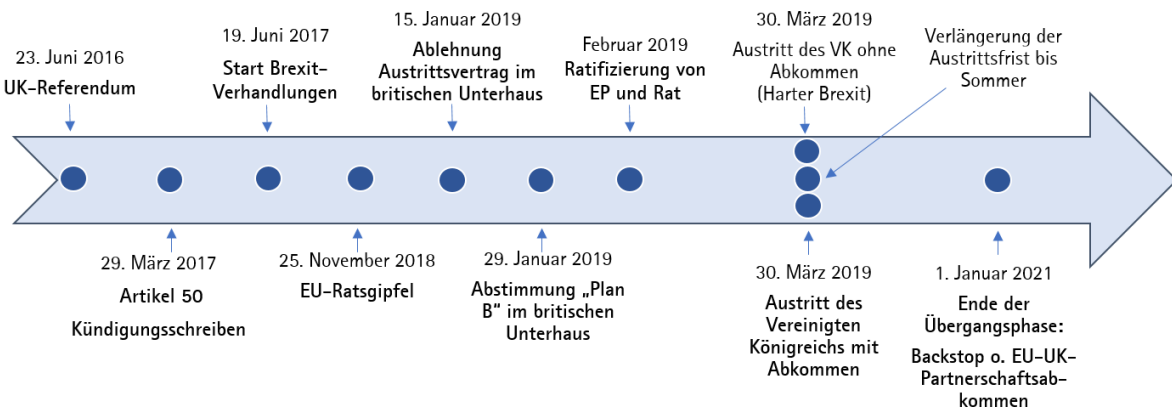 23. Juni 2016
UK-Referendum
29. März 2017
Artikel 50
Kündigungsschreiben
19. Juni 2017
Start Brexit-
Verhandlungen
25. November 2018
EU-Ratsgipfel
15. Januar 2019
Ablehnung
Austrittsvertrag im
britischen Unterhaus
29. Januar 2019
Abstimmung „Plan
B“ im britischen
Unterhaus
Februar 2019
Ratifizierung von
EP und Rat
30. März 2019
Austritt des VK ohne
Abkommen
(Harter Brexit)
Verlängerung der
Austrittsfrist bis
Sommer
30. März 2019
Austritt des
Vereinigten
Königreichs mit
Abkommen
1. Januar 2021
Ende der
Übergangsphase:
Backstop o. EU-UK-
Partnerschaftsab-
kommen